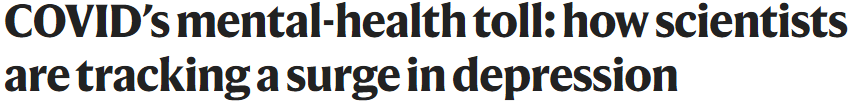 COVID’s mental-health toll: how scientists
are tracking a surge in depression